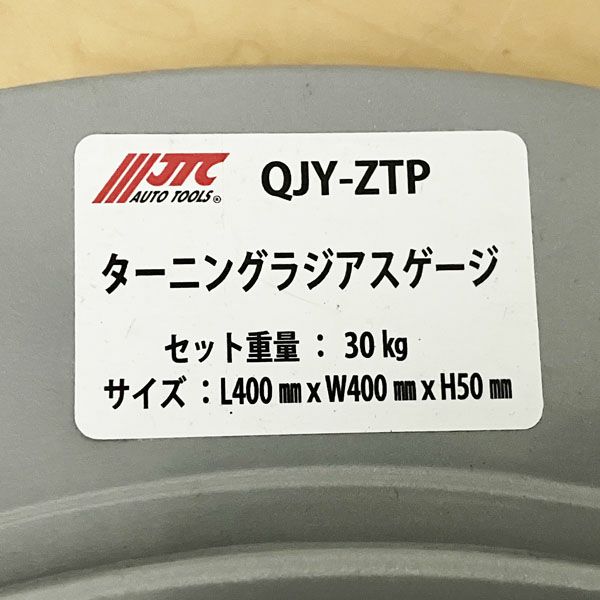 JTC QJY-ZTP
AUTO TOOLS®
ターニングラジアスゲージ
セット重量 : 30 kg
サイズ : L400 ㎜ x W400 ㎜ x H50 ㎜